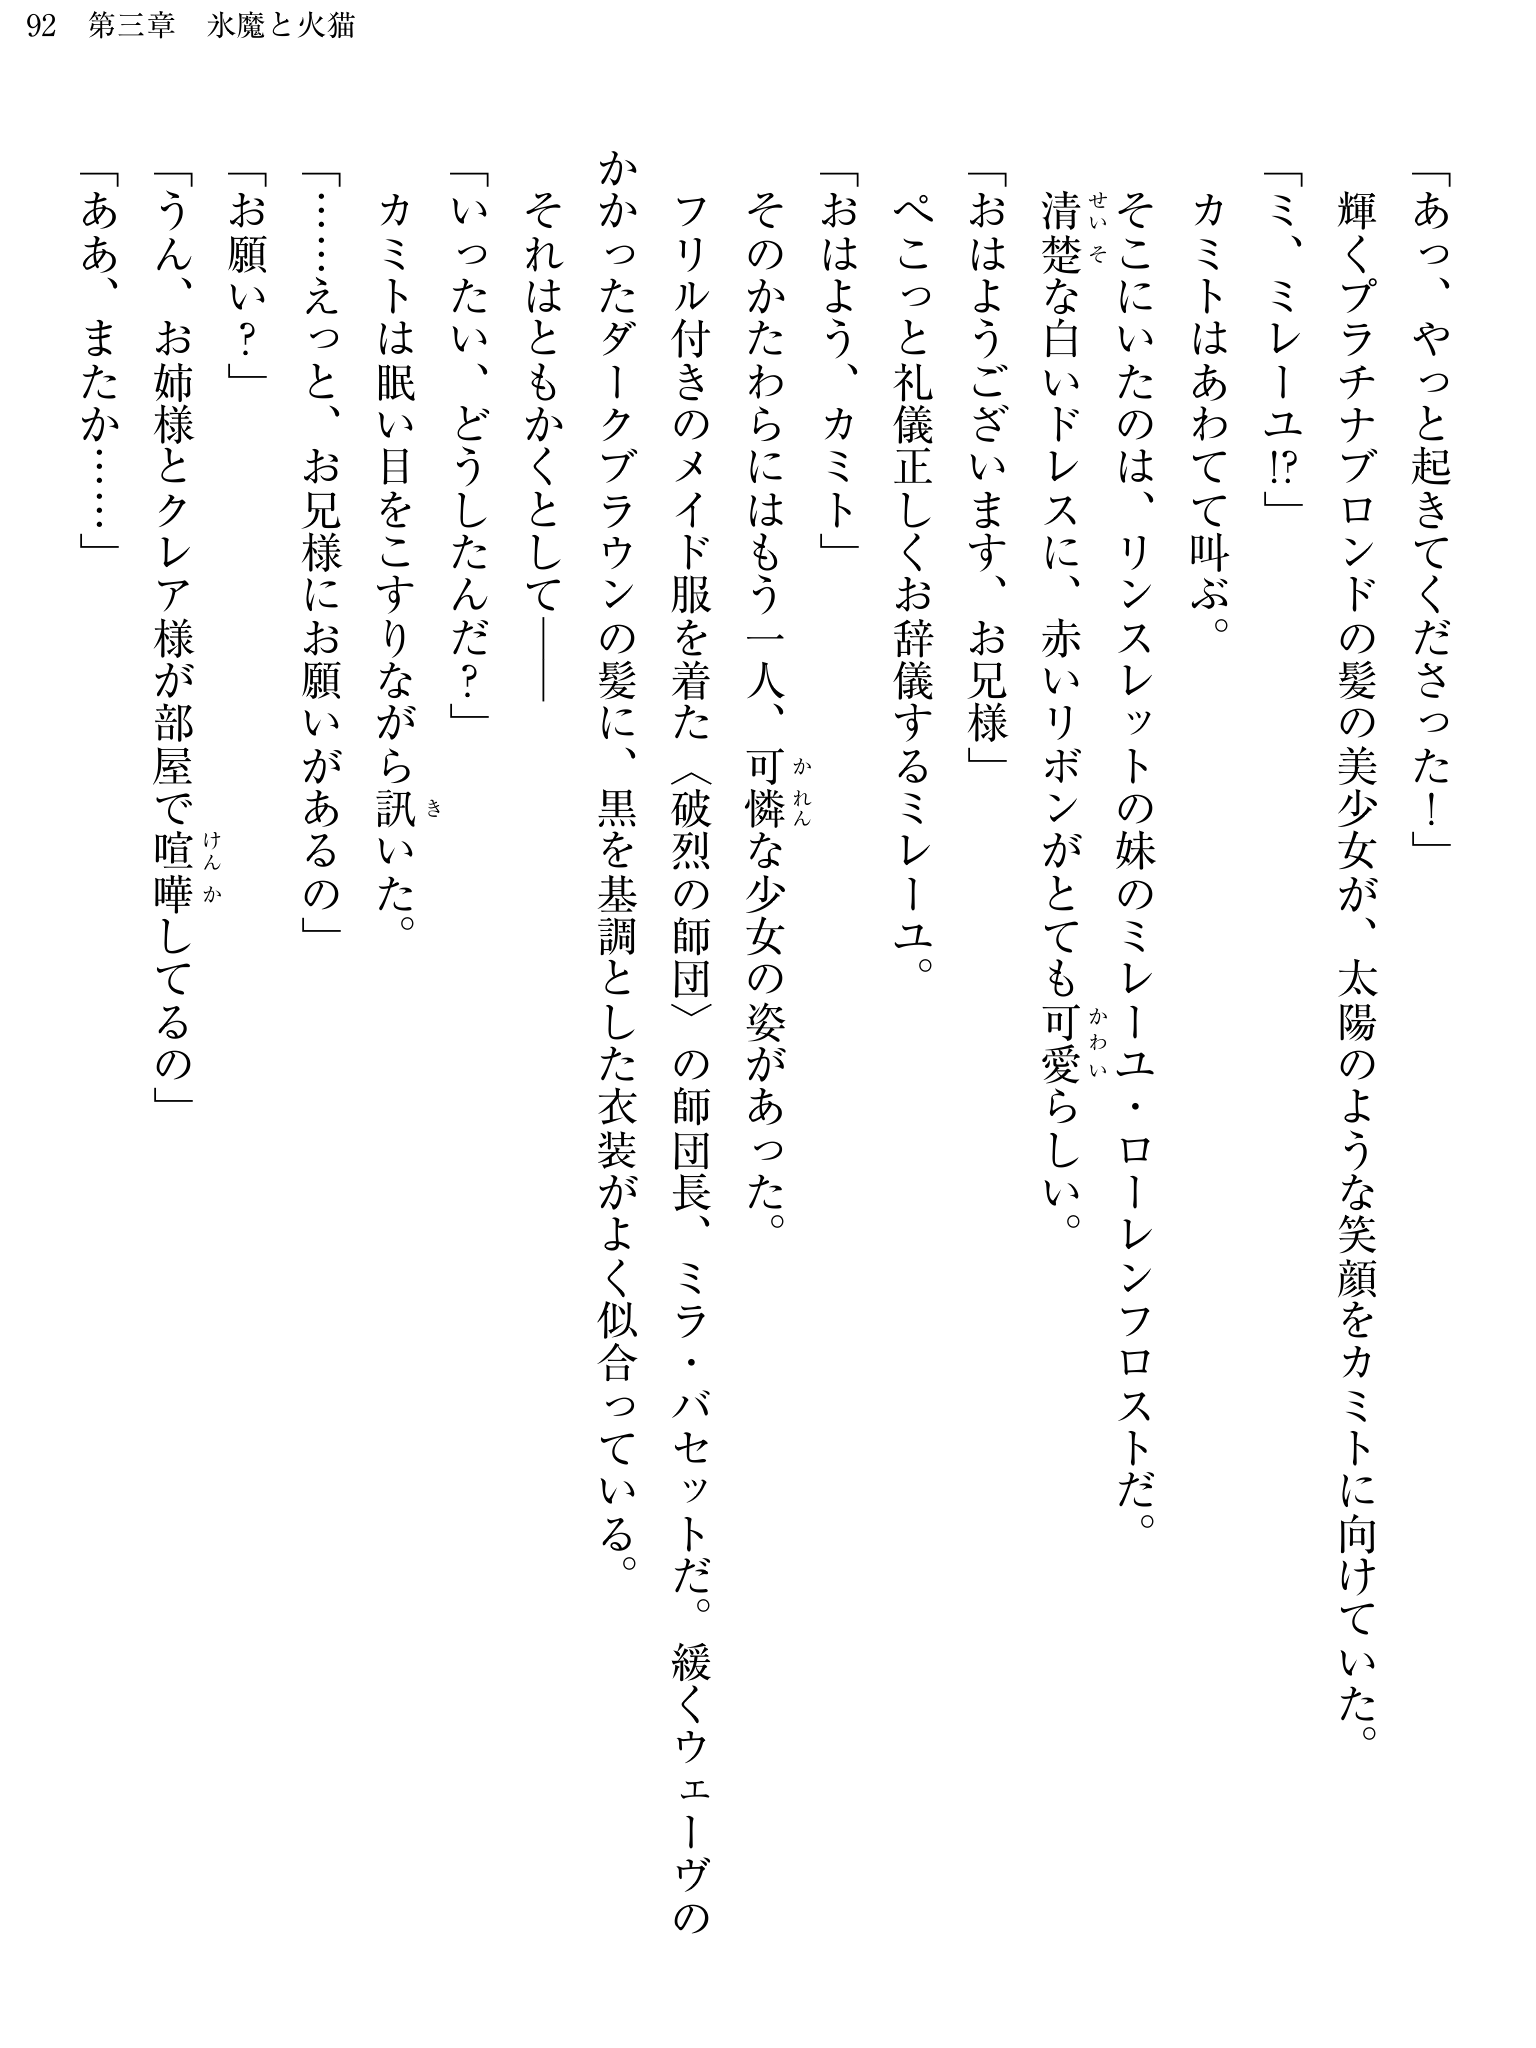 92　第三章　氷魔と火猫
「あっ、やっと起きてくださった！」
　輝くプラチナブロンドの髪の美少女が、太陽のような笑顔をカミトに向けていた。
「ミ、ミレーユ!?」
　カミトはあわてて叫ぶ。
　そこにいたのは、リンスレットの妹のミレーユ・ローレンフロストだ。
　清楚な白いドレスに、赤いリボンがとても可愛らしい。
「おはようございます、お兄様」
　ぺこっと礼儀正しくお辞儀するミレーユ。
「おはよう、カミト」
　そのかたわらにはもう一人、可憐な少女の姿があった。
　フリル付きのメイド服を着た〈破烈の師団〉の師団長、ミラ・バセットだ。緩くウェーヴの
かかったダークブラウンの髪に、黒を基調とした衣装がよく似合っている。
　それはともかくとして――
「いったい、どうしたんだ？」
　カミトは眠い目をこすりながら訊いた。
「……えっと、お兄様にお願いがあるの」
「お願い？」
「うん、お姉様とクレア様が部屋で喧嘩してるの」
「ああ、またか……」